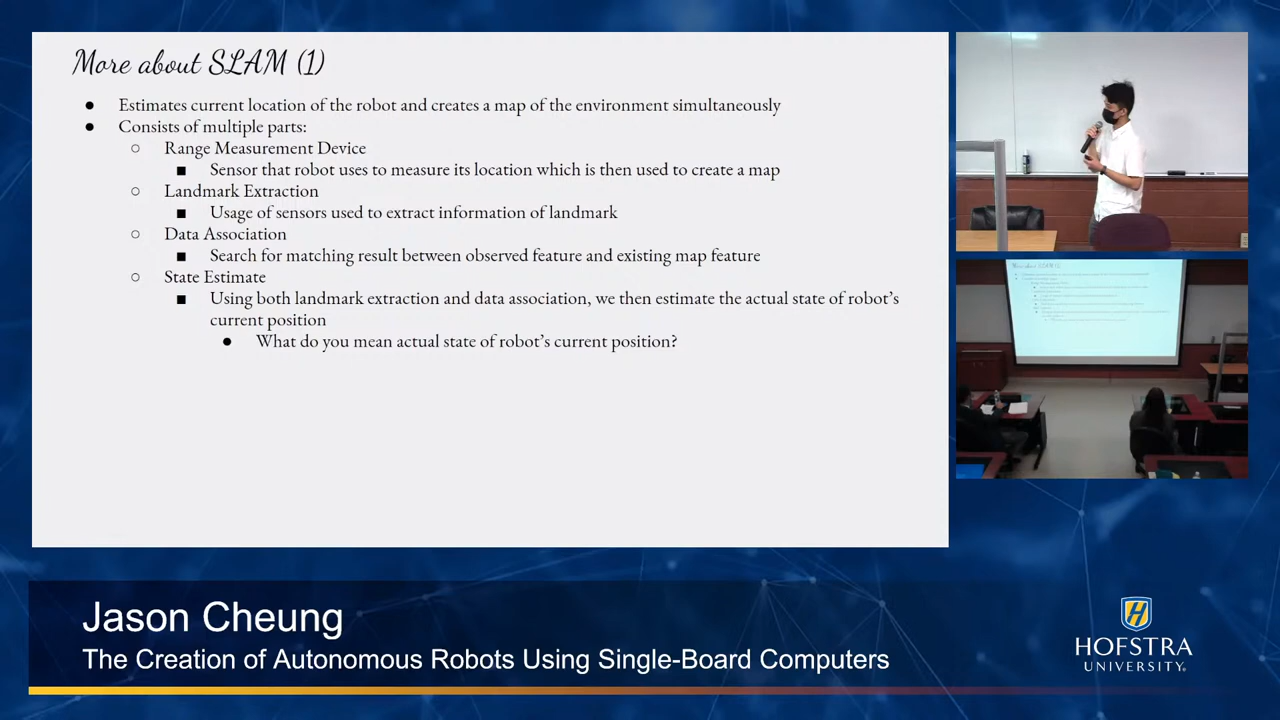 More about SLAM (1)
● Estimates current location of the robot and creates a map of the environment simultaneously
● Consists of multiple parts:
○ Range Measurement Device
■ Sensor that robot uses to measure its location which is then used to create a map
○ Landmark Extraction
■ Usage of sensors used to extract information of landmark
○ Data Association
■ Search for matching result between observed feature and existing map feature
○ State Estimate
■ Using both landmark extraction and data association, we then estimate the actual state of robot's
current position
● What do you mean actual state of robot's current position?
Jason Cheung
The Creation of Autonomous Robots Using Single-Board Computers
HOFSTRA
UNIVERSITY®